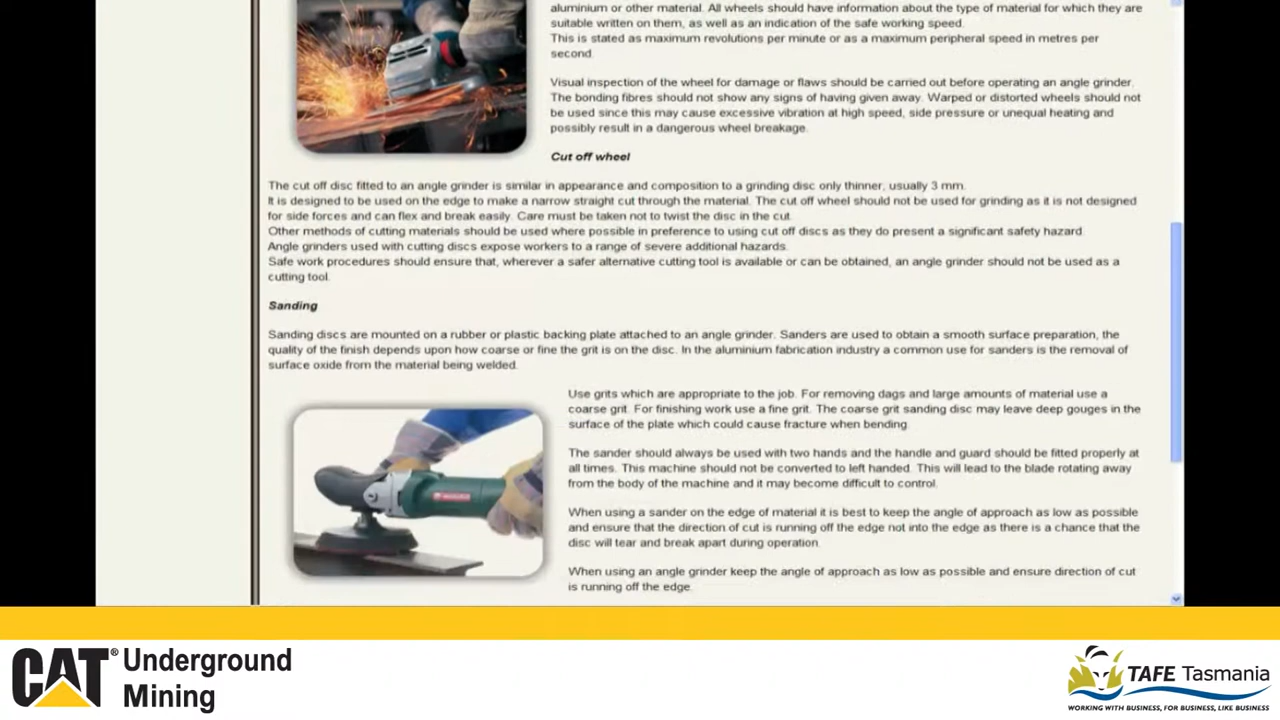 aluminium or other material. All wheels should have information about the type of material for which they are
suitable written on them, as well as an indication of the safe working speed.
This is stated as maximum revolutions per minute or as a maximum peripheral speed in metres per
second.
Visual inspection of the wheel for damage or flaws should be carried out before operating an angle grinder.
The bonding fibres should not show any signs of having given away. Warped or distorted wheels should not
be used since this may cause excessive vibration at high speed, side pressure or unequal heating and
possibly result in a dangerous wheel breakage.
Cut off wheel
The cut off disc fitted to an angle grinder is similar in appearance and composition to a grinding disc only thinner, usually 3 mm.
It is designed to be used on the edge to make a narrow straight cut through the material. The cut off wheel should not be used for grinding as it is not designed
for side forces and can flex and break easily. Care must be taken not to twist the disc in the cut.
Other methods of cutting materials should be used where possible in preference to using cut off discs as they do present a significant safety hazard.
Angle grinders used with cutting discs expose workers to a range of severe additional hazards.
Safe work procedures should ensure that, wherever a safer alternative cutting tool is available or can be obtained, an angle grinder should not be used as a
cutting tool.
Sanding
Sanding discs are mounted on a rubber or plastic backing plate attached to an angle grinder. Sanders are used to obtain a smooth surface preparation, the
quality of the finish depends upon how coarse or fine the grit is on the disc. In the aluminium fabrication industry a common use for sanders is the removal of
surface oxide from the material being welded.
Use grits which are appropriate to the job. For removing dags and large amounts of material use a
coarse grit. For finishing work use a fine grit. The coarse grit sanding disc may leave deep gouges in the
surface of the plate which could cause fracture when bending.
The sander should always be used with two hands and the handle and guard should be fitted properly at
all times. This machine should not be converted to left handed. This will lead to the blade rotating away
from the body of the machine and it may become difficult to control.
When using a sander on the edge of material it is best to keep the angle of approach as low as possible
and ensure that the direction of cut is running off the edge not into the edge as there is a chance that the
disc will tear and break apart during operation.
When using an angle grinder keep the angle of approach as low as possible and ensure direction of cut
is running off the edge.
CAT® Underground
Mining
TAFE Tasmania
WORKING WITH BUSINESS, FOR BUSINESS, LIKE BUSINESS